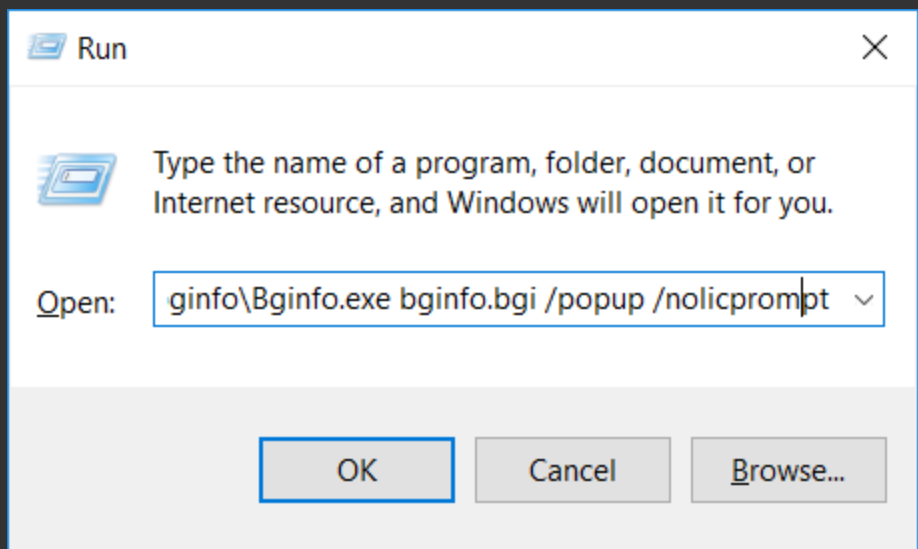 Run
Type the name of a program, folder, document, or
Internet resource, and Windows will open it for you.
Open:
ginfo\Bginfo.exe bginfo.bgi /popup /nolicprompt
OK
Cancel
Browse...